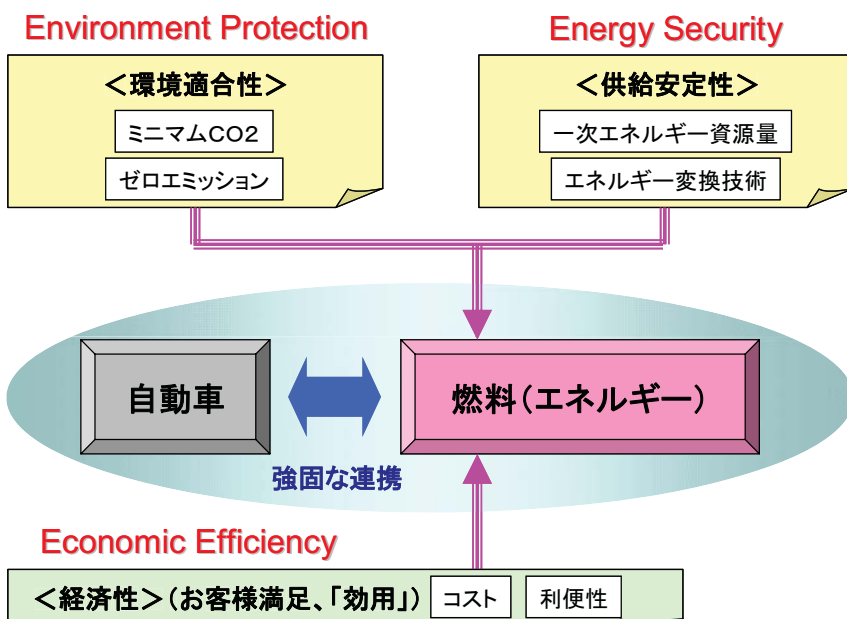 Environment Protection
Energy Security
＜環境適合性＞
ミニマムCO2
ゼロエミッション
＜供給安定性＞
一次エネルギー資源量
エネルギー変換技術
自動車
燃料(エネルギー)
強固な連携
Economic Efficiency
＜経済性＞(お客様満足、「効用」) コスト 利便性